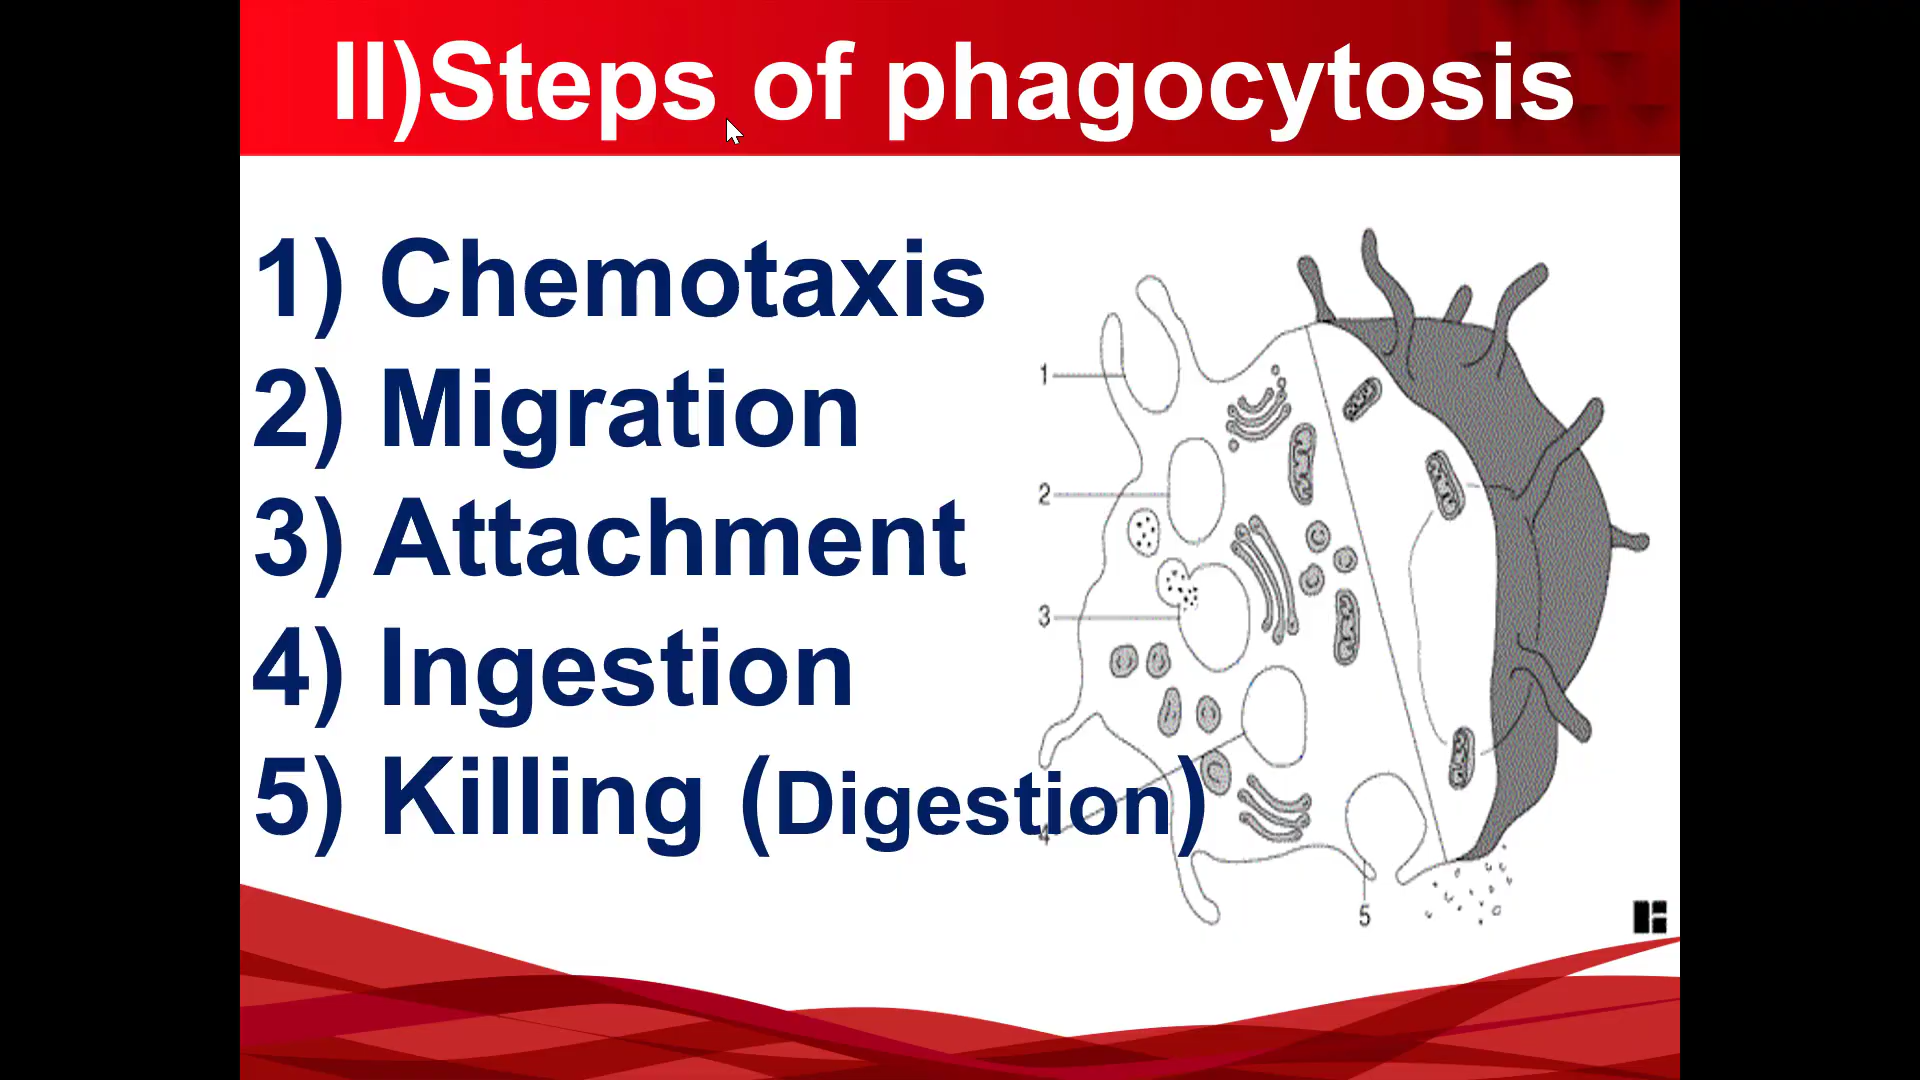 II)Steps of phagocytosis
1) Chemotaxis
2) Migration
3) Attachment
4) Ingestion
5) Killing (Digestion)
1
2
3
4
5